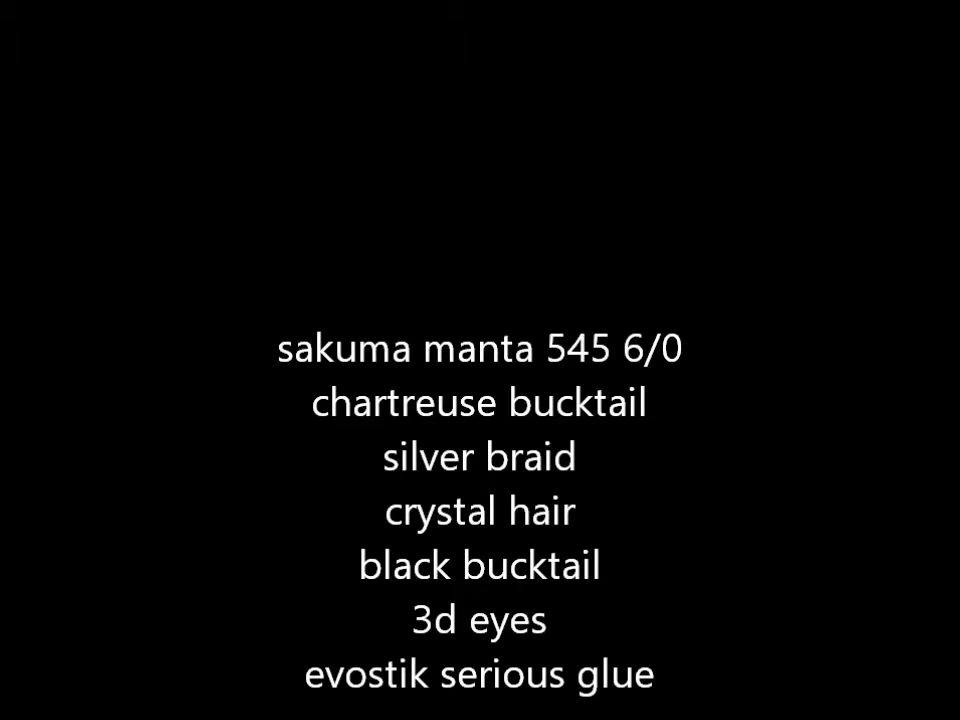 sakuma manta 545 6/0
chartreuse bucktail
silver braid
crystal hair
black bucktail
3d eyes
evostik serious glue